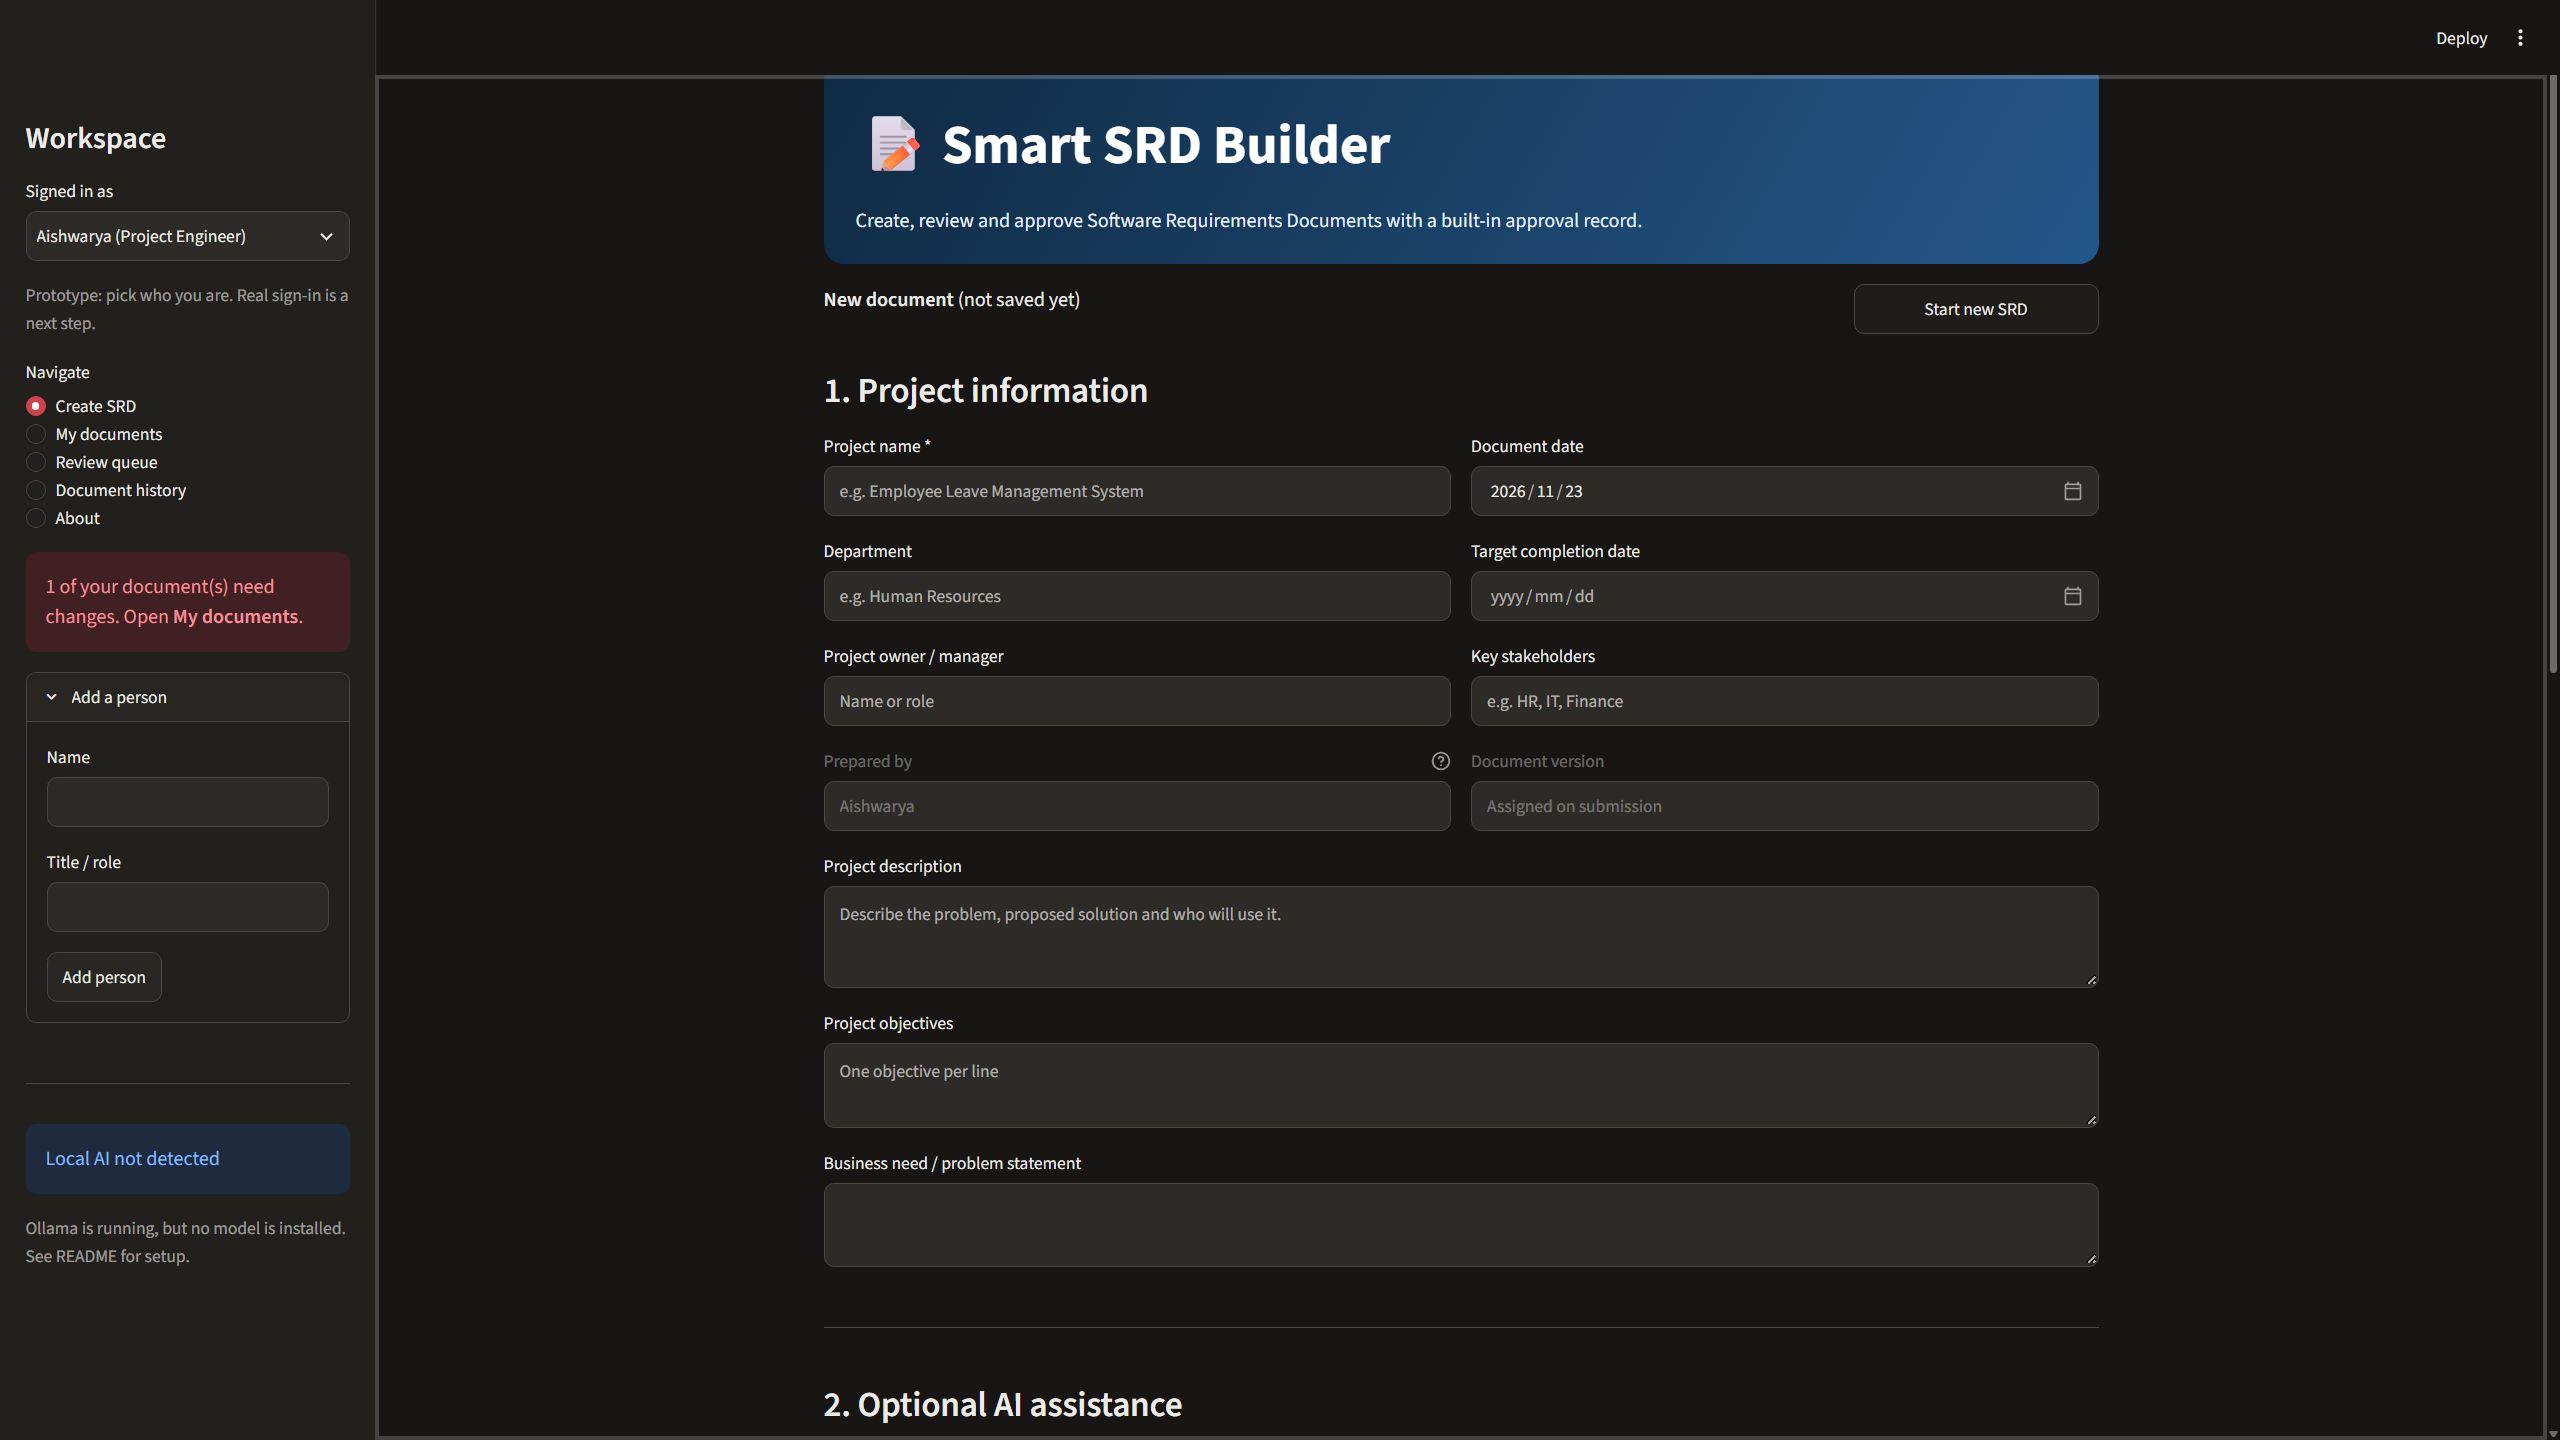 Deploy
Workspace
Signed in as
Aishwarya (Project Engineer)
Prototype: pick who you are. Real sign-in is a
next step.
Navigate
Create SRD
My documents
Review queue
Document history
About
1 of your document(s) need
changes. Open My documents.
Add a person
Name
Title / role
Add person
Local AI not detected
Ollama is running, but no model is installed.
See README for setup.
Smart SRD Builder
Create, review and approve Software Requirements Documents with a built-in approval record.
New document (not saved yet)
Start new SRD
1. Project information
Project name *
e.g. Employee Leave Management System
Document date
2026 / 11 / 23
Department
e.g. Human Resources
Target completion date
yyyy / mm / dd
Project owner / manager
Name or role
Key stakeholders
e.g. HR, IT, Finance
Prepared by
Aishwarya
Document version
Assigned on submission
Project description
Describe the problem, proposed solution and who will use it.
Project objectives
One objective per line
Business need / problem statement
2. Optional AI assistance